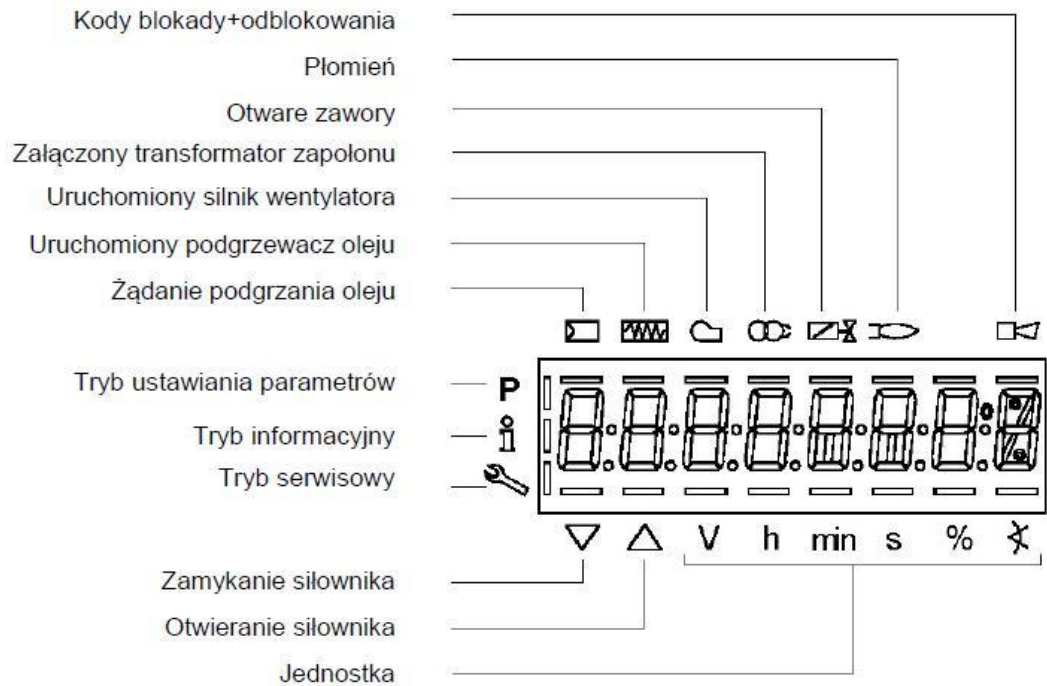 Kody blokady+odblokowania
Płomień
Otware zawory
Załączony transformator zapołonu
Uruchomiony silnik wentylatora
Uruchomiony podgrzewacz oleju
Żądanie podgrzania oleju
Tryb ustawiania parametrów
P
Tryb informacyjny
i
Tryb serwisowy
V h min s %
Zamykanie siłownika
Otwieranie siłownika
Jednostka